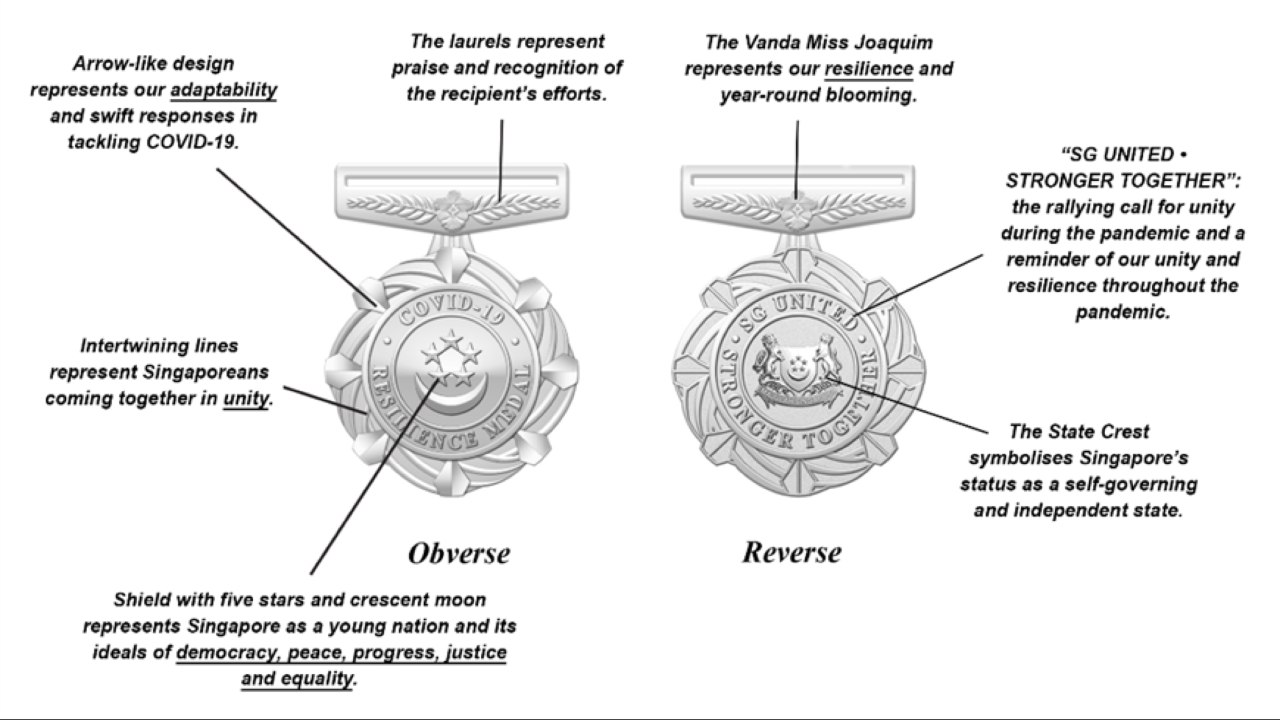 Arrow-like design
represents our adaptability
and swift responses in
tackling COVID-19.
The laurels represent
praise and recognition of
the recipient's efforts.
The Vanda Miss Joaquim
represents our resilience and
year-round blooming.
“SG UNITED •
STRONGER TOGETHER”:
the rallying call for unity
during the pandemic and a
reminder of our unity and
resilience throughout the
pandemic.
Intertwining lines
represent Singaporeans
coming together in unity.
COVID-19
RESILIENCE MEDAL
SG UNITED
STRONGER TOGETHER
The State Crest
symbolises Singapore's
status as a self-governing
and independent state.
Obverse
Reverse
Shield with five stars and crescent moon
represents Singapore as a young nation and its
ideals of democracy, peace, progress, justice
and equality.